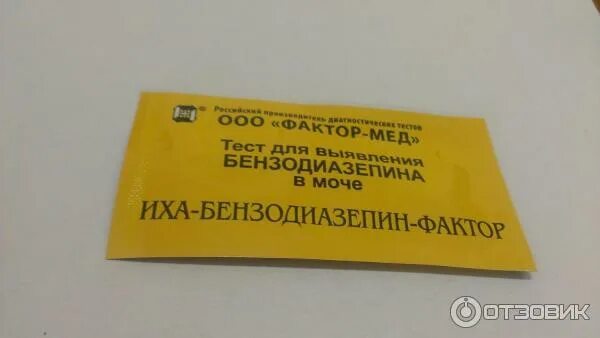 Российский производитель ДИАГНОСТИЧЕСКИХ ТЕСТОВ
ООО «ФАКТОР-МЕД»
Тест для выявления
БЕНЗОДИАЗЕПИНА
в моче
ИХА-БЕНЗОДИАЗЕПИН-ФАКТОР
ОТЗОВИК